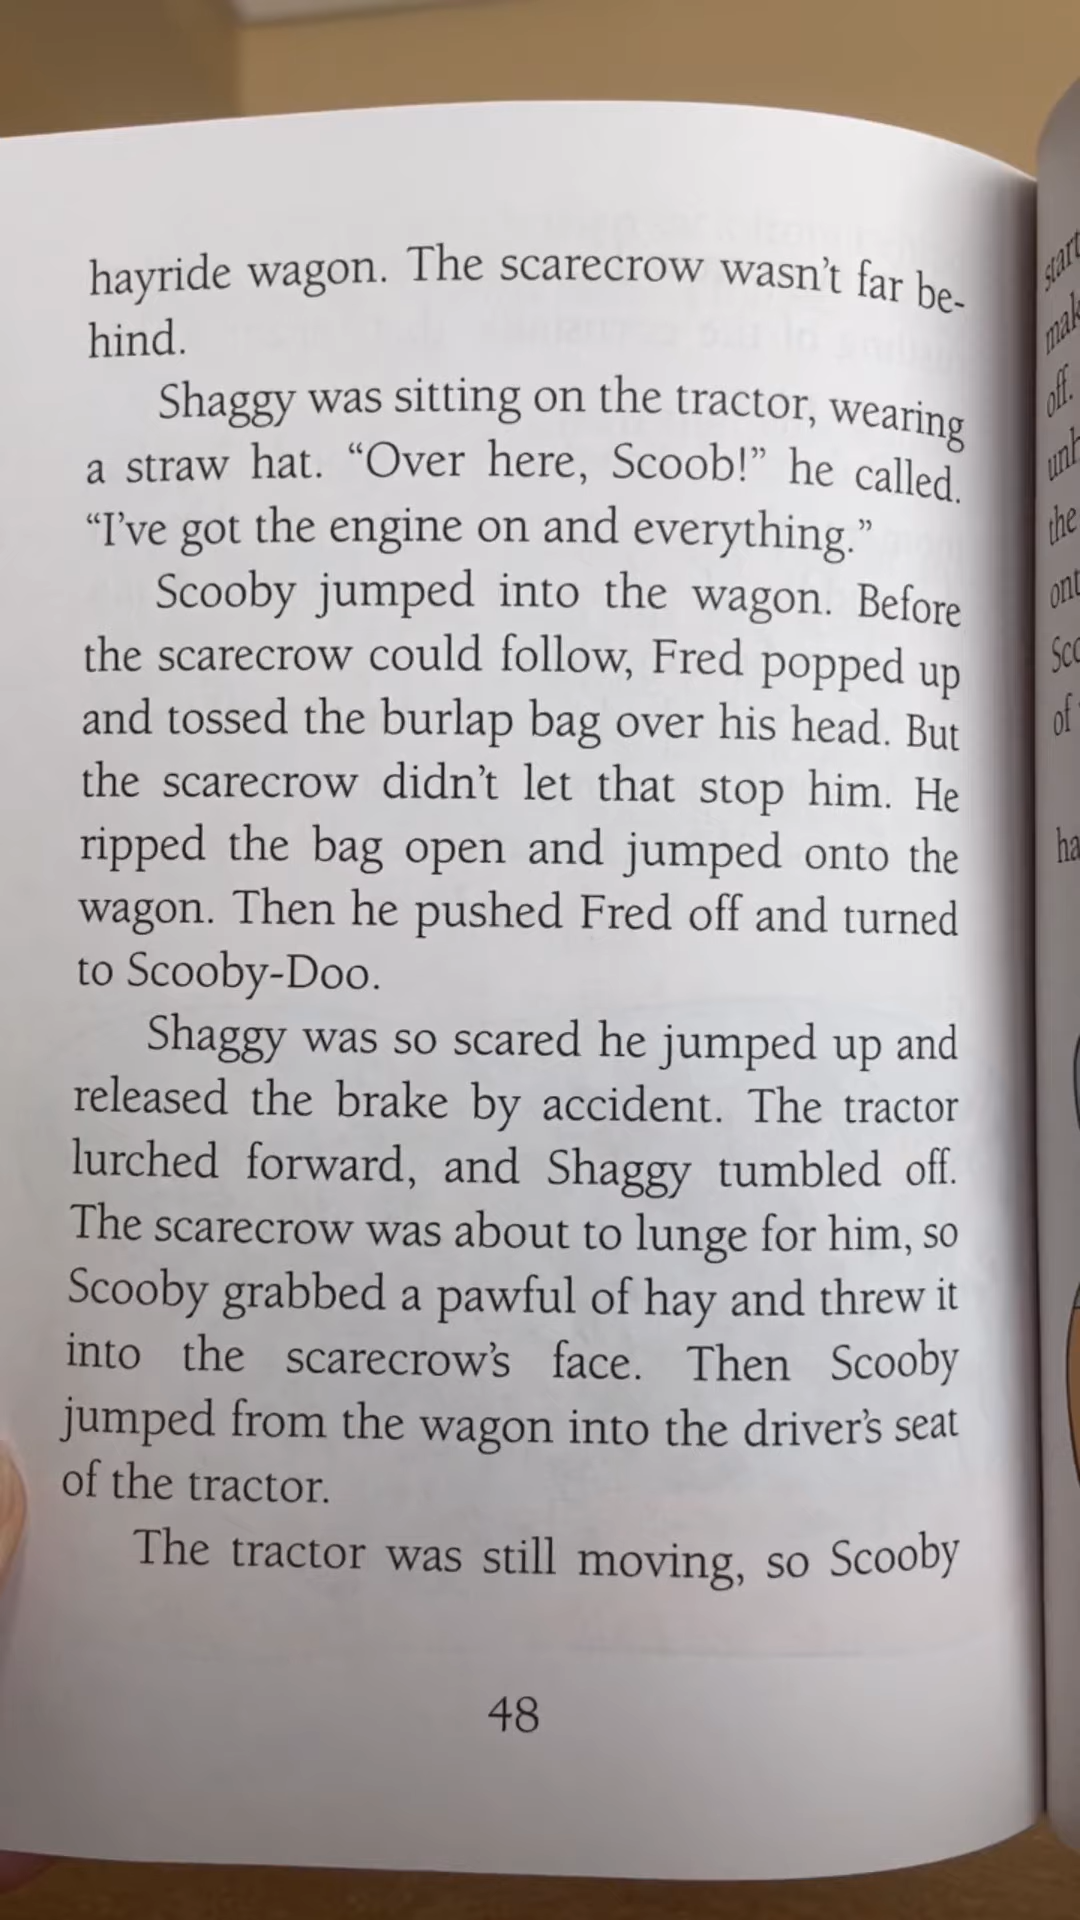 hayride wagon. The scarecrow wasn't far be-
hind.
Shaggy was sitting on the tractor, wearing
a straw hat. “Over here, Scoob!” he called.
“I've got the engine on and everything.”
Scooby jumped into the wagon. Before
the scarecrow could follow, Fred popped up
and tossed the burlap bag over his head. But
the scarecrow didn't let that stop him. He
ripped the bag open and jumped onto the
wagon. Then he pushed Fred off and turned
to Scooby-Doo.
Shaggy was so scared he jumped up and
released the brake by accident. The tractor
lurched forward, and Shaggy tumbled off.
The scarecrow was about to lunge for him, so
Scooby grabbed a pawful of hay and threw it
into the scarecrow's face. Then Scooby
jumped from the wagon into the driver's seat
of the tractor.
The tractor was still moving, so Scooby
48
off.
the
of